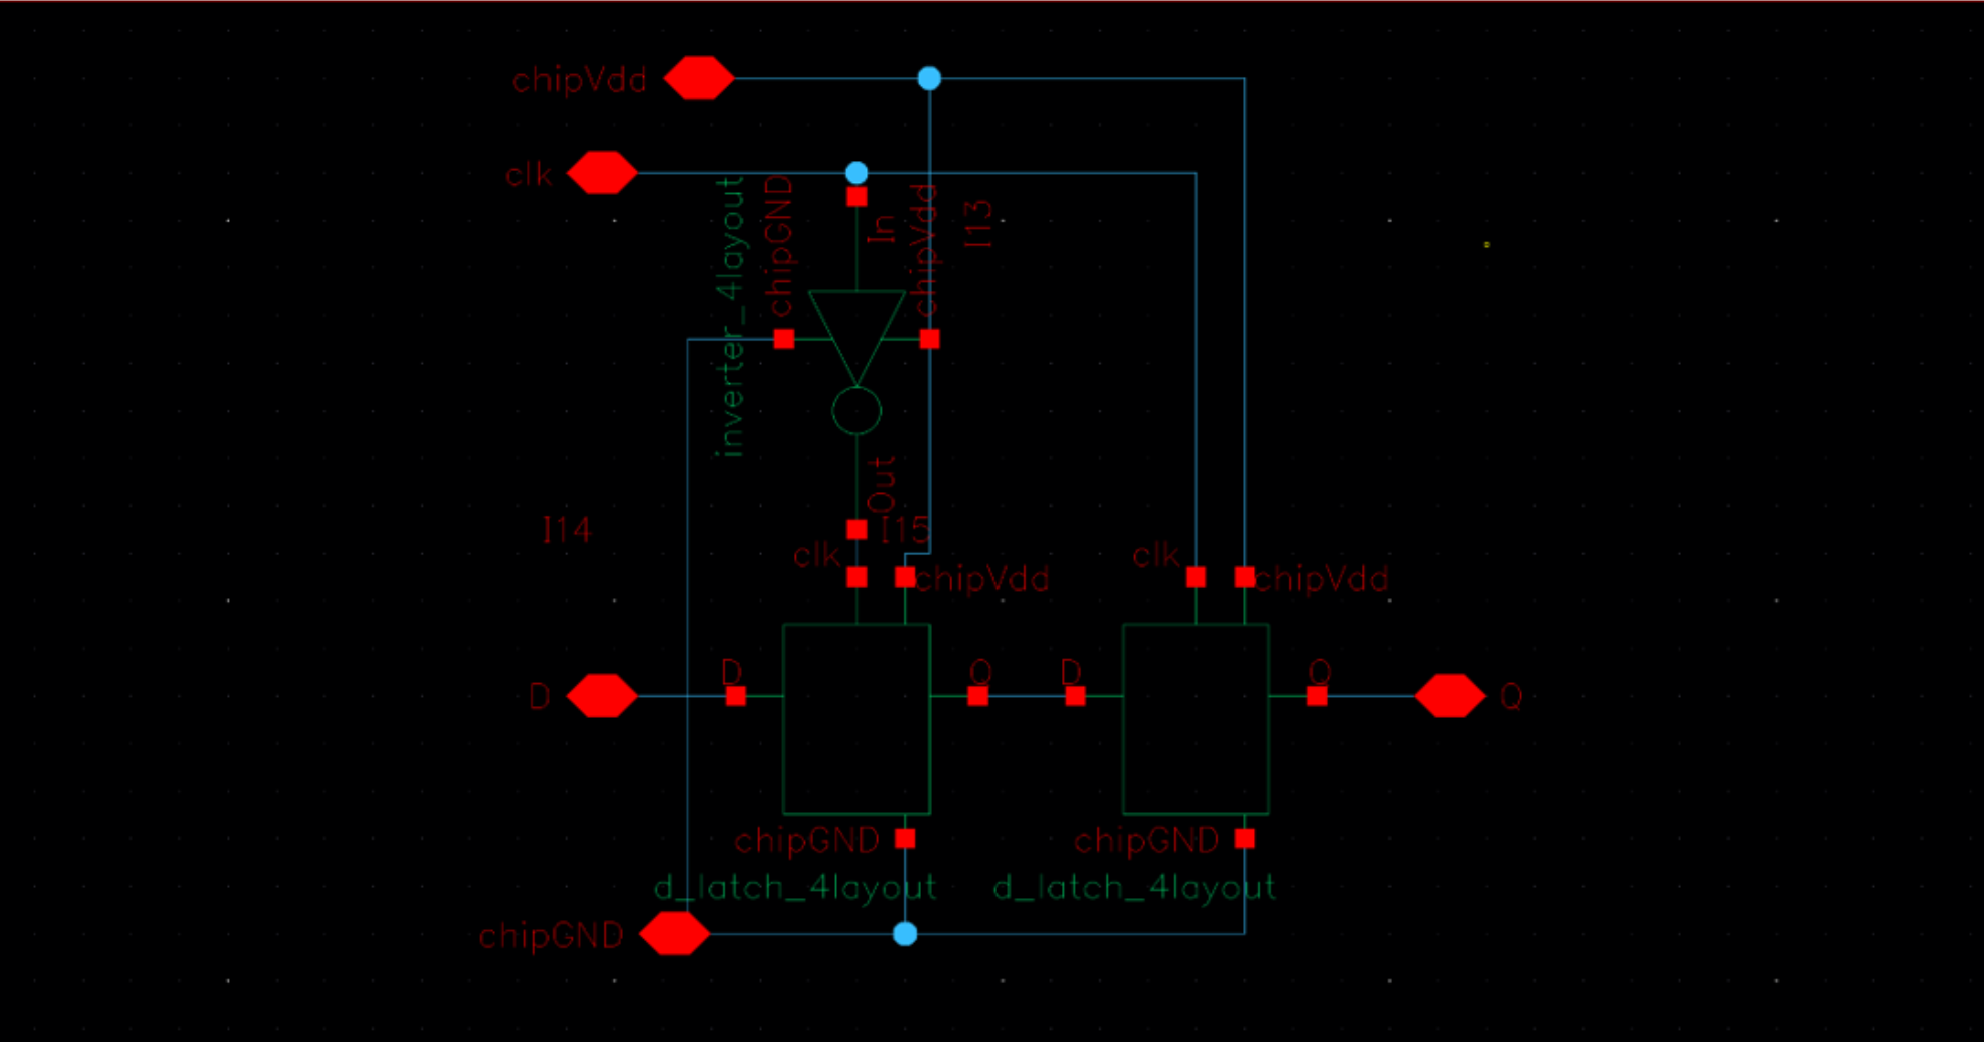 chipVdd
clk
inverter_4layout
chipGND
In
chipVdd
I13
Out
I14
I15
clk
chipVdd
clk
chipVdd
D
Q
D
Q
D
Q
chipGND
chipGND
d_latch_4layout
d_latch_4layout
chipGND